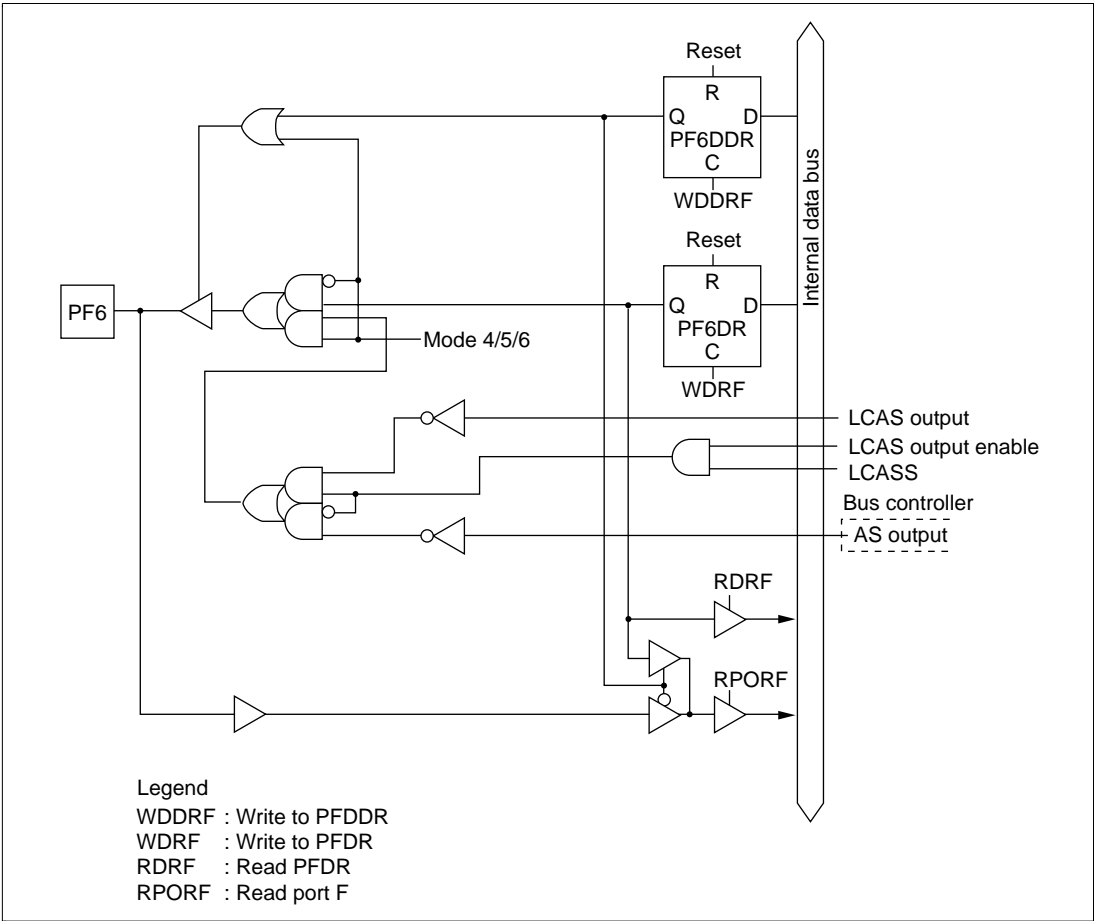 Reset
R
Q D
PF6DDR
C
WDDRF
Internal data bus
Reset
R
Q D
PF6DR
C
WDRF
PF6
Mode 4/5/6
LCAS output
LCAS output enable
LCASS
Bus controller
AS output
RDRF
RPORF
Legend
WDDRF : Write to PFDDR
WDRF : Write to PFDR
RDRF : Read PFDR
RPORF : Read port F